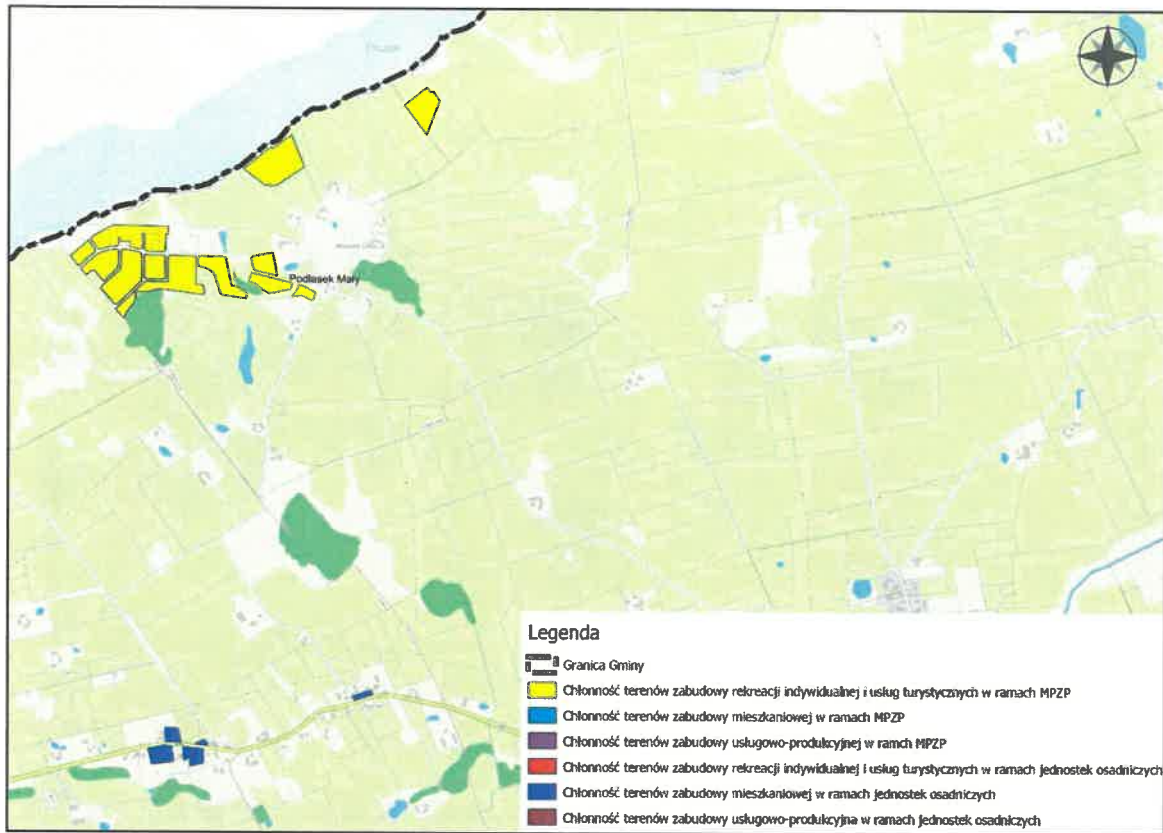 Podlasek Mały
Legenda
Granica Gminy
Chłonność terenów zabudowy rekreacji indywidualnej i usług turystycznych w ramach MPZP
Chłonność terenów zabudowy mieszkaniowej w ramach MPZP
Chłonność terenów zabudowy usługowo-produkcyjnej w ramch MPZP
Chłonność terenów zabudowy rekreacji indywidualnej i usług turystycznych w ramach jednostek osadniczych
Chłonność terenów zabudowy mieszkaniowej w ramach jednostek osadniczych
Chłonność terenów zabudowy usługowo-produkcyjna w ramach jednostek osadniczych